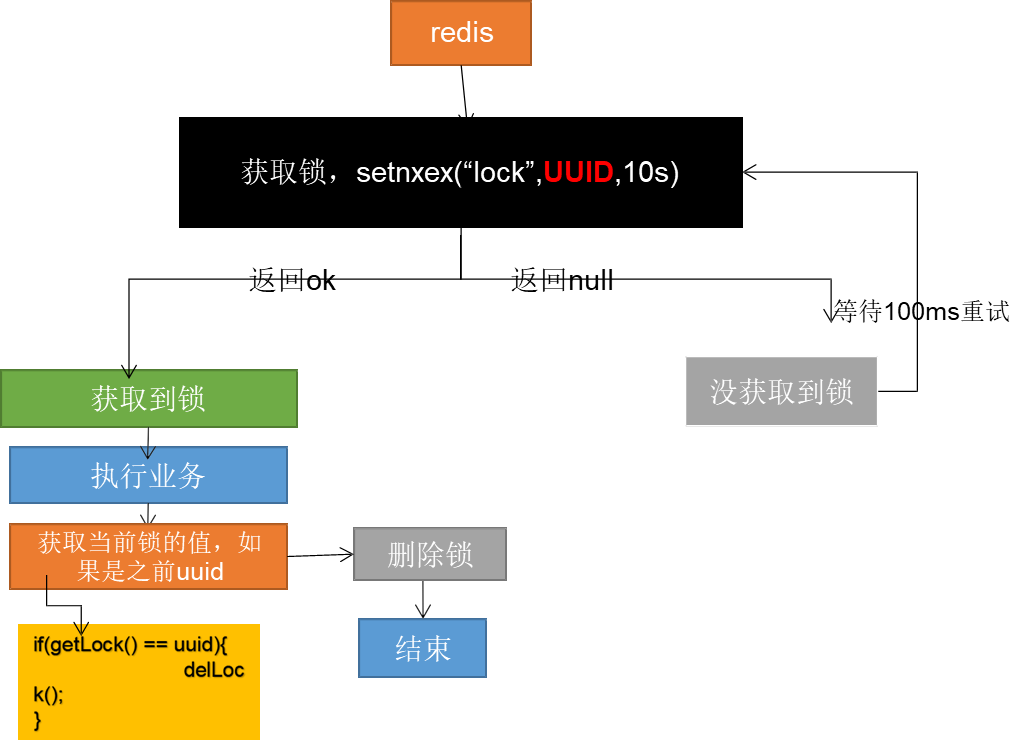 redis
获取锁，setnxex(“lock”,UUID,10s)
返回ok
返回null
等待100ms重试
获取到锁
没获取到锁
执行业务
获取当前锁的值，如
果是之前uuid
删除锁
结束
if(getLock() == uuid){
delLoc
k();
}